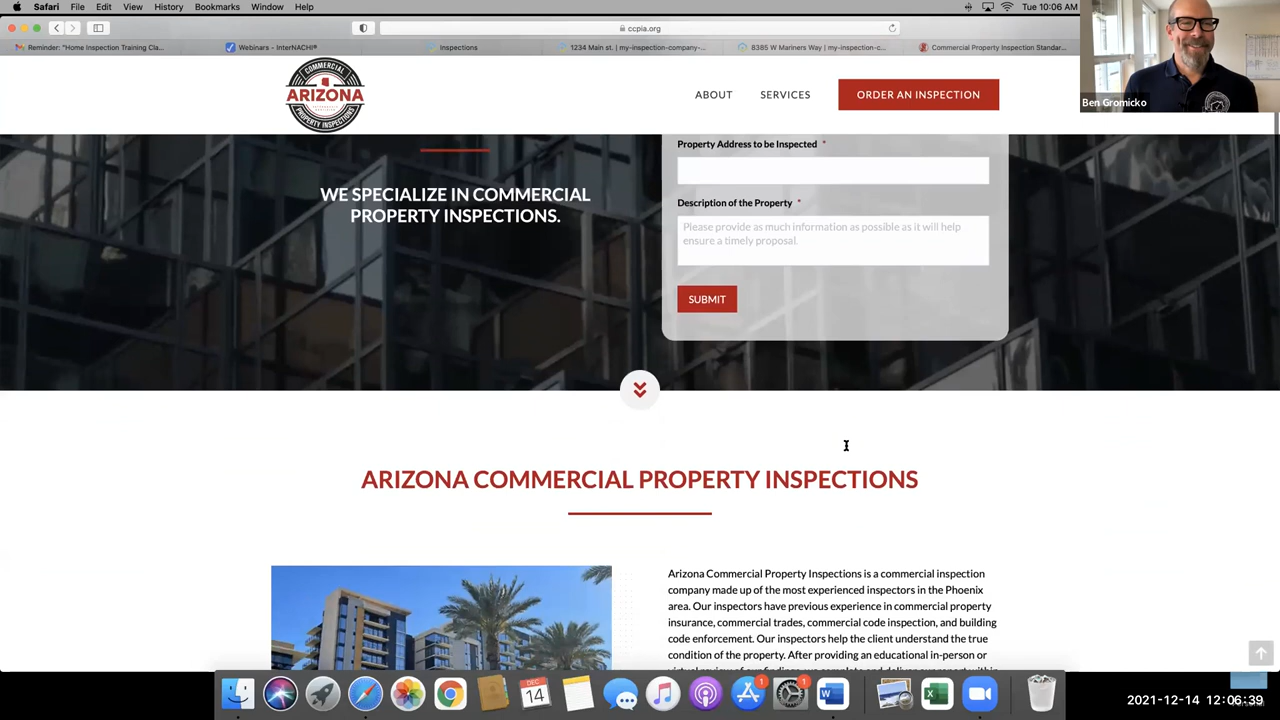 Safari File Edit View History Bookmarks Window Help
Tue 10:06 AM
ccpia.org
Reminder: "Home Inspection Training Cla...
Webinars - InterNACHI®
Inspections
1234 Main st. | my-inspection-company-...
8385 W Mariners Way | my-inspection-c...
Commercial Property Inspection Standar...
Ben Gromicko
COMMERCIAL
ARIZONA
PROPERTY INSPECTIONS
ABOUT
SERVICES
ORDER AN INSPECTION
Property Address to be Inspected *
WE SPECIALIZE IN COMMERCIAL
PROPERTY INSPECTIONS.
Description of the Property *
Please provide as much information as possible as it will help
ensure a timely proposal.
SUBMIT
ARIZONA COMMERCIAL PROPERTY INSPECTIONS
Arizona Commercial Property Inspections is a commercial inspection
company made up of the most experienced inspectors in the Phoenix
area. Our inspectors have previous experience in commercial property
insurance, commercial trades, commercial code inspection, and building
code enforcement. Our inspectors help the client understand the true
condition of the property. After providing an educational in-person or
DEC
14
1
1
2021-12-14 12:06:39